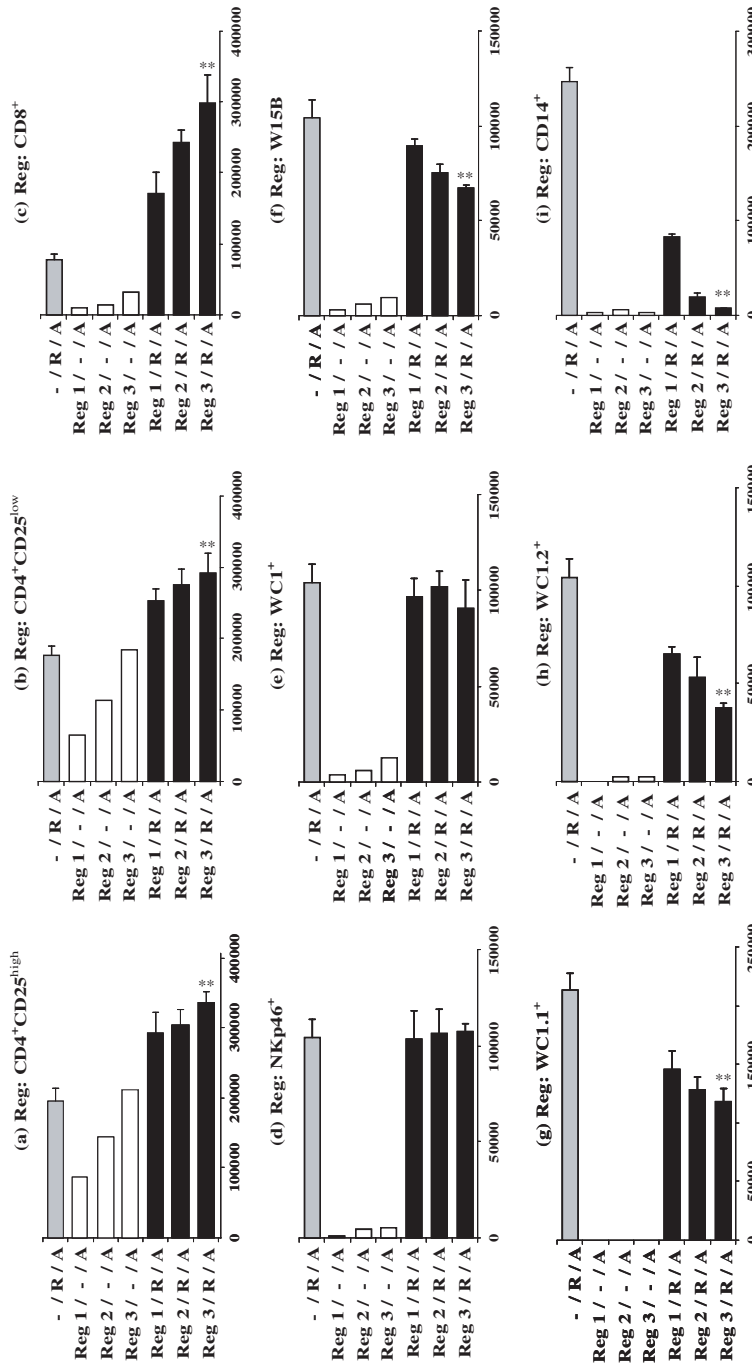 (a) Reg: CD4⁺CD25ʰⁱᵍʰ
- / R / A
Reg 1 / - / A
Reg 2 / - / A
Reg 3 / - / A
Reg 1 / R / A
Reg 2 / R / A
Reg 3 / R / A
**
0 100000 200000 300000 400000
(b) Reg: CD4⁺CD25ˡᵒʷ
- / R / A
Reg 1 / - / A
Reg 2 / - / A
Reg 3 / - / A
Reg 1 / R / A
Reg 2 / R / A
Reg 3 / R / A
**
0 100000 200000 300000 400000
(c) Reg: CD8⁺
- / R / A
Reg 1 / - / A
Reg 2 / - / A
Reg 3 / - / A
Reg 1 / R / A
Reg 2 / R / A
Reg 3 / R / A
**
0 100000 200000 300000 400000
(d) Reg: NKp46⁺
- / R / A
Reg 1 / - / A
Reg 2 / - / A
Reg 3 / - / A
Reg 1 / R / A
Reg 2 / R / A
Reg 3 / R / A
0 50000 100000 150000
(e) Reg: WC1⁺
- / R / A
Reg 1 / - / A
Reg 2 / - / A
Reg 3 / - / A
Reg 1 / R / A
Reg 2 / R / A
Reg 3 / R / A
0 50000 100000 150000
(f) Reg: W15B
- / R / A
Reg 1 / - / A
Reg 2 / - / A
Reg 3 / - / A
Reg 1 / R / A
Reg 2 / R / A
Reg 3 / R / A
**
0 50000 100000 150000
(g) Reg: WC1.1⁺
- / R / A
Reg 1 / - / A
Reg 2 / - / A
Reg 3 / - / A
Reg 1 / R / A
Reg 2 / R / A
Reg 3 / R / A
**
0 50000 150000 250000
(h) Reg: WC1.2⁺
- / R / A
Reg 1 / - / A
Reg 2 / - / A
Reg 3 / - / A
Reg 1 / R / A
Reg 2 / R / A
Reg 3 / R / A
**
0 50000 100000 150000
(i) Reg: CD14⁺
- / R / A
Reg 1 / - / A
Reg 2 / - / A
Reg 3 / - / A
Reg 1 / R / A
Reg 2 / R / A
Reg 3 / R / A
**
0 100000 200000 300000